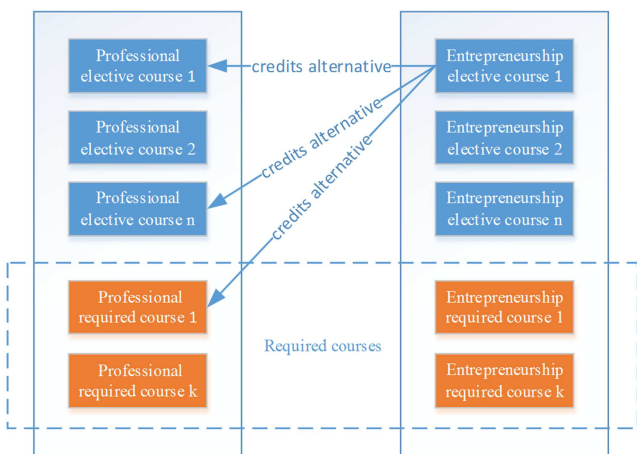 Professional
elective course 1
credits alternative
Entrepreneurship
elective course 1
Professional
elective course 2
credits alternative
Entrepreneurship
elective course 2
Professional
elective course n
credits alternative
Entrepreneurship
elective course n
Professional
required course 1
Entrepreneurship
required course 1
Required courses
Professional
required course k
Entrepreneurship
required course k